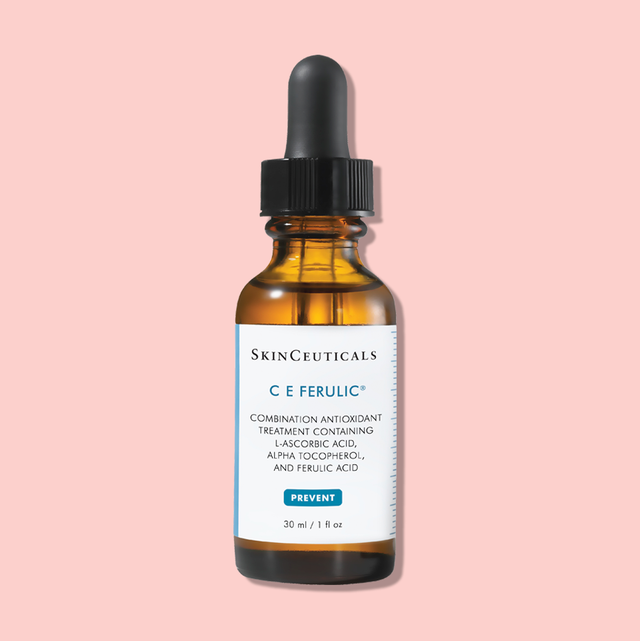 SKINCEUTICALS
C E FERULIC®
COMBINATION ANTIOXIDANT
TREATMENT CONTAINING
L-ASCORBIC ACID,
ALPHA TOCOPHEROL,
AND FERULIC ACID
PREVENT
30 ml / 1 fl oz